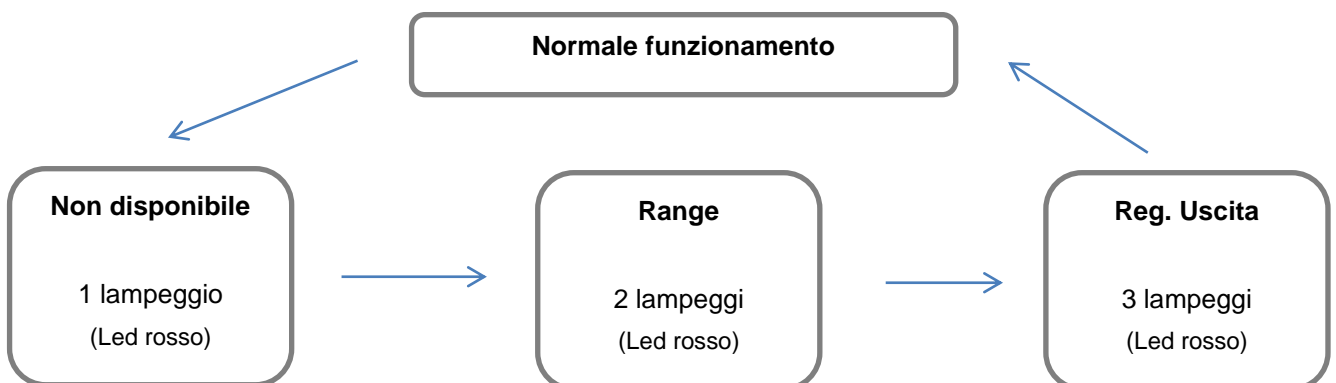 Normale funzionamento
Non disponibile
1 lampeggio
(Led rosso)
Range
2 lampeggi
(Led rosso)
Reg. Uscita
3 lampeggi
(Led rosso)